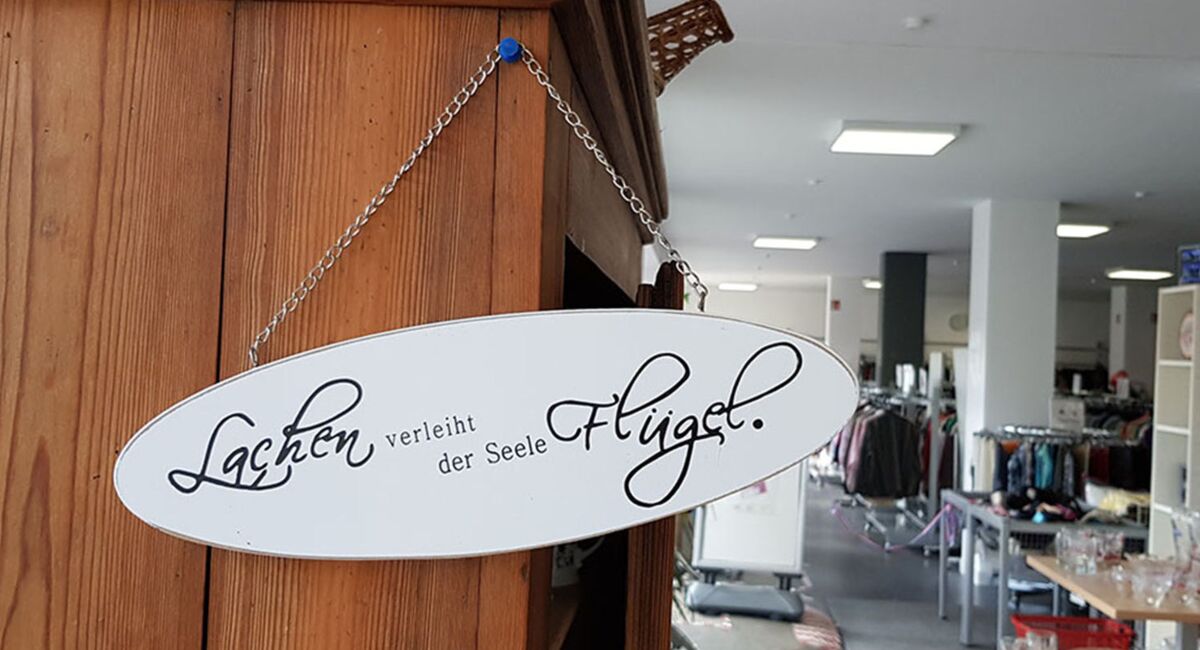 Lachen verleiht
der Seele Flügel.